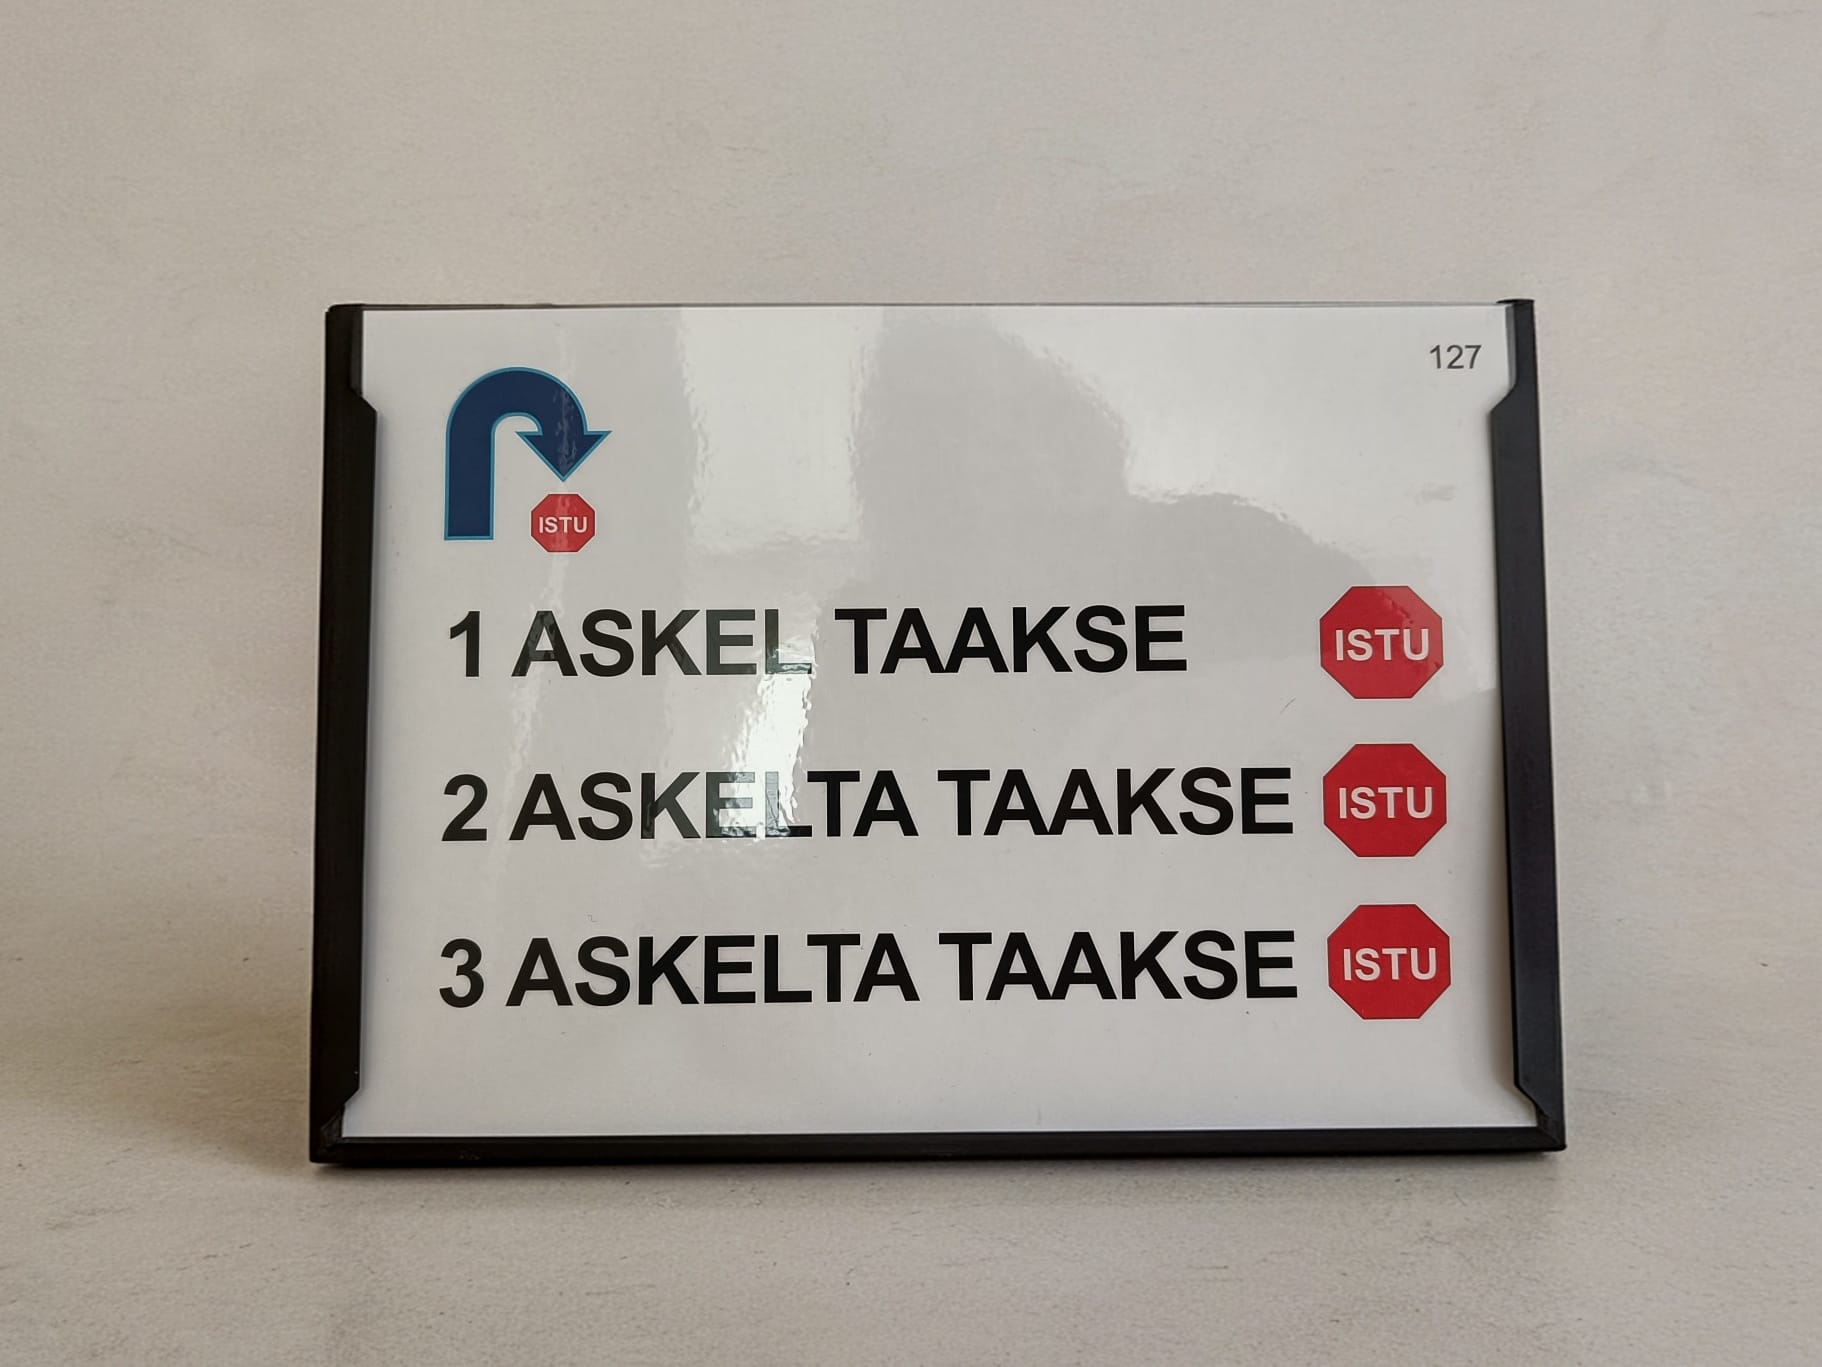 127
ISTU
1 ASKEL TAAKSE ISTU
2 ASKELTA TAAKSE ISTU
3 ASKELTA TAAKSE ISTU